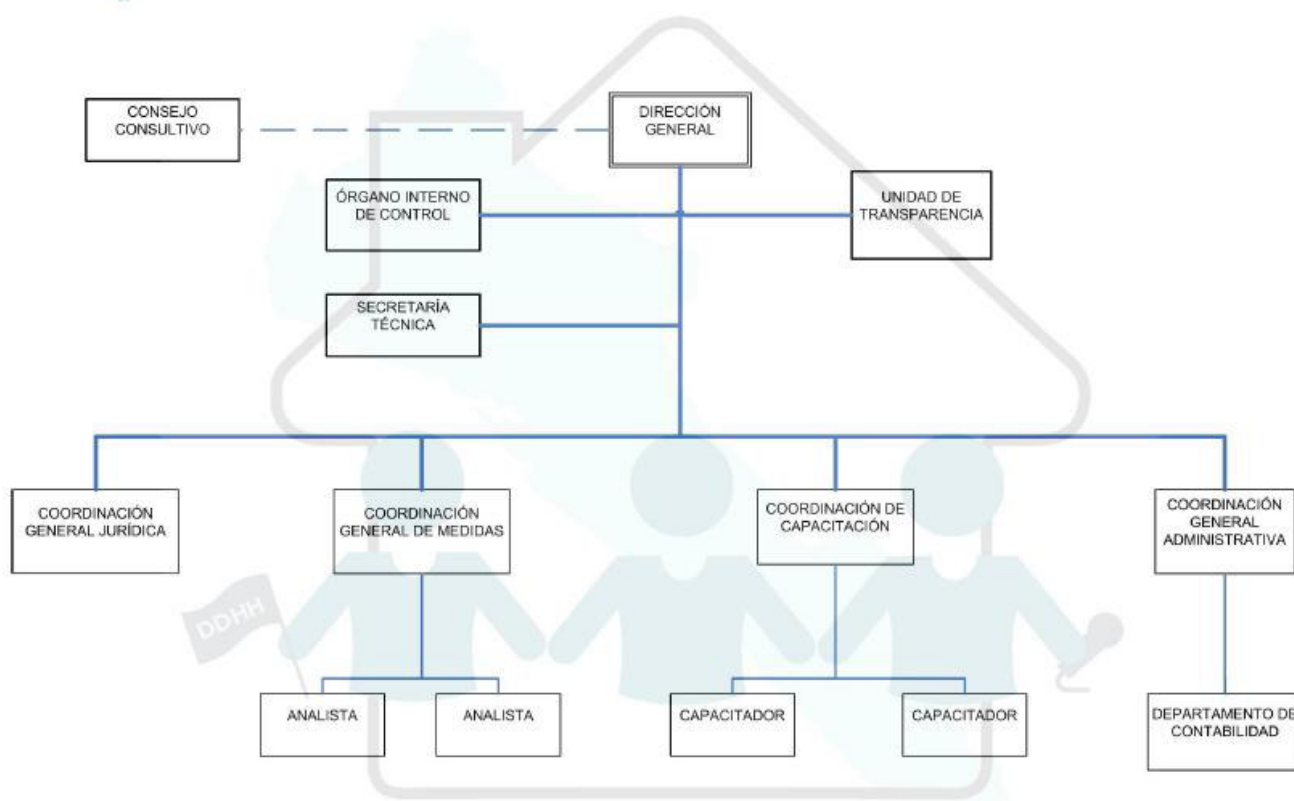 CONSEJO
CONSULTIVO
DIRECCIÓN
GENERAL
ÓRGANO INTERNO
DE CONTROL
UNIDAD DE
TRANSPARENCIA
SECRETARÍA
TÉCNICA
COORDINACIÓN
GENERAL JURÍDICA
COORDINACIÓN
GENERAL DE MEDIDAS
COORDINACIÓN DE
CAPACITACIÓN
COORDINACIÓN
GENERAL
ADMINISTRATIVA
DDHH
ANALISTA
ANALISTA
CAPACITADOR
CAPACITADOR
DEPARTAMENTO DE
CONTABILIDAD